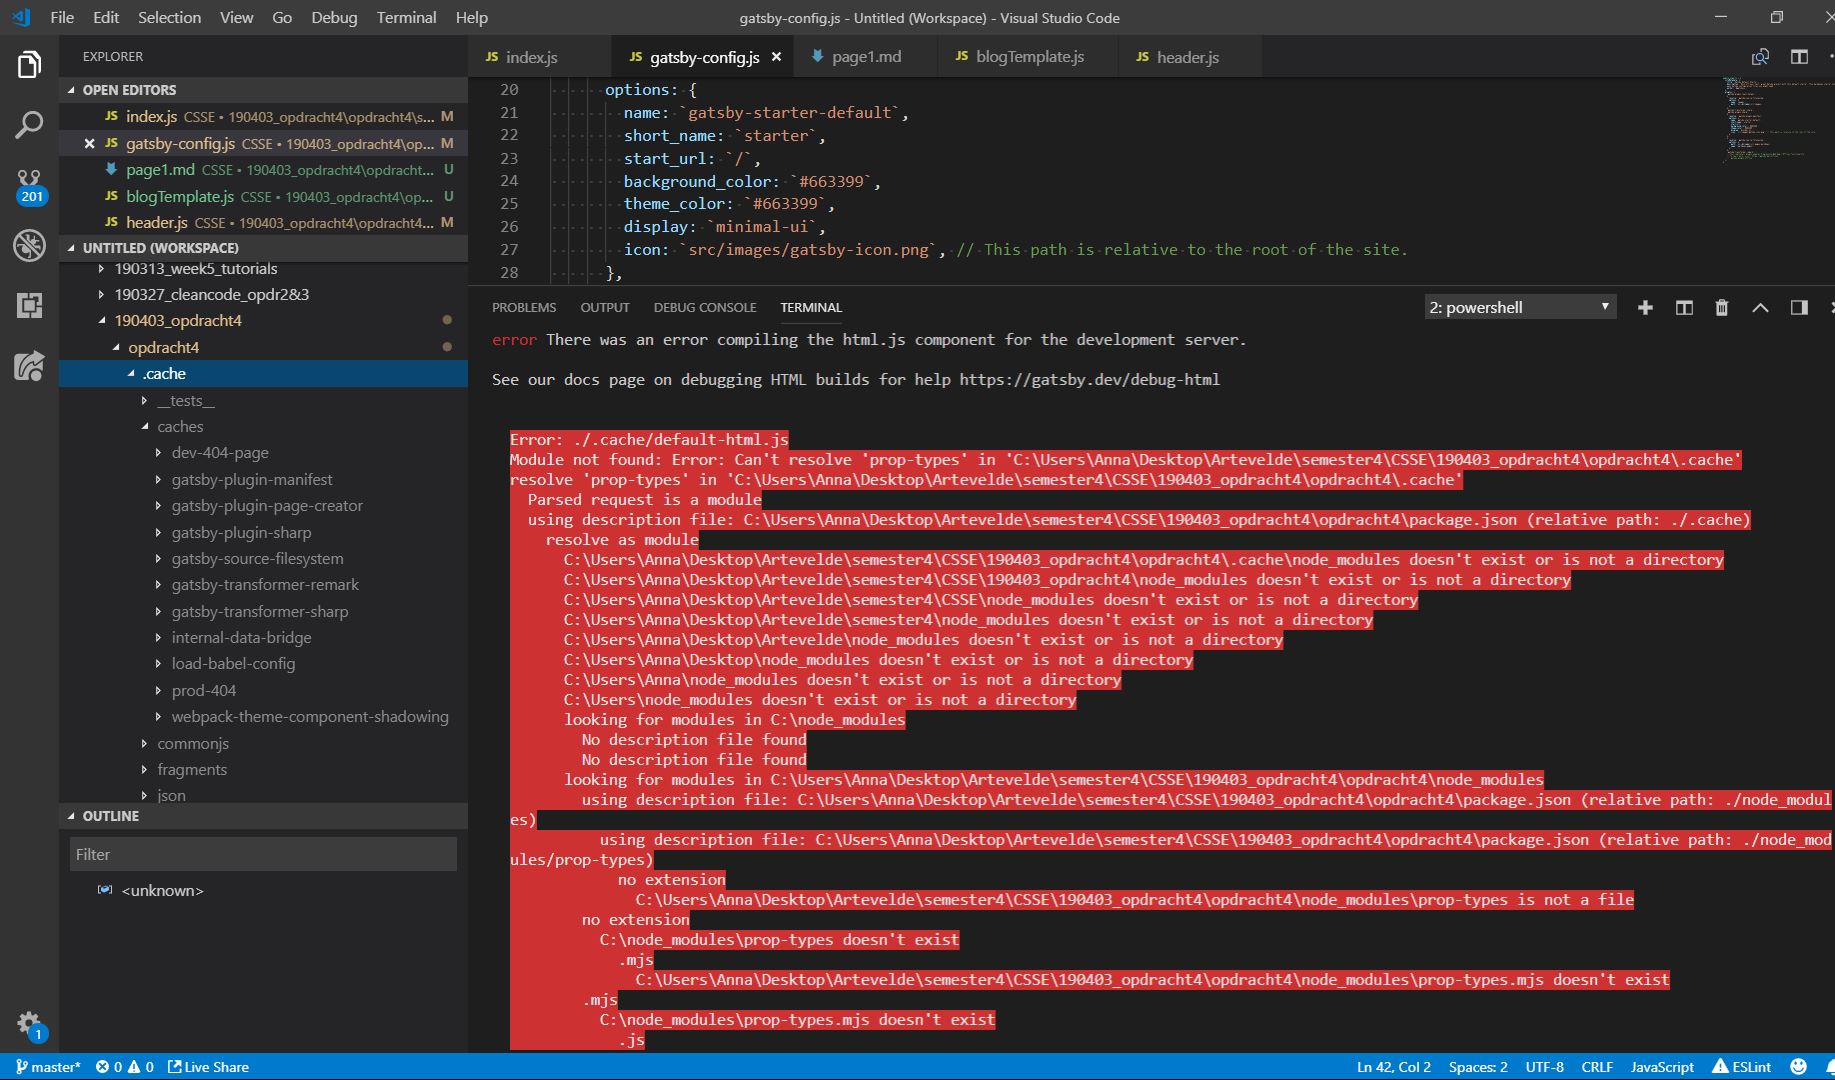 File Edit Selection View Go Debug Terminal Help
gatsby-config.js - Untitled (Workspace) - Visual Studio Code
EXPLORER
OPEN EDITORS
JS index.js CSSE • 190403_opdracht4\opdracht4\s... M
JS gatsby-config.js CSSE • 190403_opdracht4\op... M
page1.md CSSE • 190403_opdracht4\opdracht... U
JS blogTemplate.js CSSE • 190403_opdracht4\op... U
JS header.js CSSE • 190403_opdracht4\opdracht4... M
201
UNTITLED (WORKSPACE)
190313_week5_tutorials
190327_cleancode_opdr2&3
190403_opdracht4
opdracht4
.cache
__tests__
caches
dev-404-page
gatsby-plugin-manifest
gatsby-plugin-page-creator
gatsby-plugin-sharp
gatsby-source-filesystem
gatsby-transformer-remark
gatsby-transformer-sharp
internal-data-bridge
load-babel-config
prod-404
webpack-theme-component-shadowing
commonjs
fragments
json
OUTLINE
Filter
<unknown>
1
JS index.js JS gatsby-config.js page1.md JS blogTemplate.js JS header.js
20 options: {
21 name: `gatsby-starter-default`,
22 short_name: `starter`,
23 start_url: `/`,
24 background_color: `#663399`,
25 theme_color: `#663399`,
26 display: `minimal-ui`,
27 icon: `src/images/gatsby-icon.png`, // This path is relative to the root of the site.
28 },
PROBLEMS OUTPUT DEBUG CONSOLE TERMINAL
2: powershell
error There was an error compiling the html.js component for the development server.
See our docs page on debugging HTML builds for help https://gatsby.dev/debug-html
Error: ./.cache/default-html.js
Module not found: Error: Can't resolve 'prop-types' in 'C:\Users\Anna\Desktop\Artevelde\semester4\CSSE\190403_opdracht4\opdracht4\.cache'
resolve 'prop-types' in 'C:\Users\Anna\Desktop\Artevelde\semester4\CSSE\190403_opdracht4\opdracht4\.cache'
Parsed request is a module
using description file: C:\Users\Anna\Desktop\Artevelde\semester4\CSSE\190403_opdracht4\opdracht4\package.json (relative path: ./.cache)
resolve as module
C:\Users\Anna\Desktop\Artevelde\semester4\CSSE\190403_opdracht4\opdracht4\.cache\node_modules doesn't exist or is not a directory
C:\Users\Anna\Desktop\Artevelde\semester4\CSSE\190403_opdracht4\node_modules doesn't exist or is not a directory
C:\Users\Anna\Desktop\Artevelde\semester4\CSSE\node_modules doesn't exist or is not a directory
C:\Users\Anna\Desktop\Artevelde\semester4\node_modules doesn't exist or is not a directory
C:\Users\Anna\Desktop\Artevelde\node_modules doesn't exist or is not a directory
C:\Users\Anna\Desktop\node_modules doesn't exist or is not a directory
C:\Users\Anna\node_modules doesn't exist or is not a directory
C:\Users\node_modules doesn't exist or is not a directory
looking for modules in C:\node_modules
No description file found
No description file found
looking for modules in C:\Users\Anna\Desktop\Artevelde\semester4\CSSE\190403_opdracht4\opdracht4\node_modules
using description file: C:\Users\Anna\Desktop\Artevelde\semester4\CSSE\190403_opdracht4\opdracht4\package.json (relative path: ./node_modul
es)
using description file: C:\Users\Anna\Desktop\Artevelde\semester4\CSSE\190403_opdracht4\opdracht4\package.json (relative path: ./node_mod
ules/prop-types)
no extension
C:\Users\Anna\Desktop\Artevelde\semester4\CSSE\190403_opdracht4\opdracht4\node_modules\prop-types is not a file
no extension
C:\node_modules\prop-types doesn't exist
.mjs
C:\Users\Anna\Desktop\Artevelde\semester4\CSSE\190403_opdracht4\opdracht4\node_modules\prop-types.mjs doesn't exist
.mjs
C:\node_modules\prop-types.mjs doesn't exist
.js
master* 0 0 Live Share Ln 42, Col 2 Spaces: 2 UTF-8 CRLF JavaScript ESLint